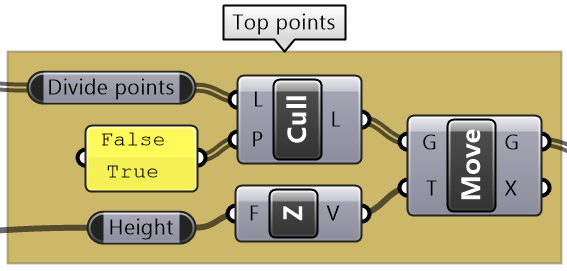 Top points
Divide points
False
True
L
P
Cull
L
Height
F
Z
V
G
T
Move
G
X